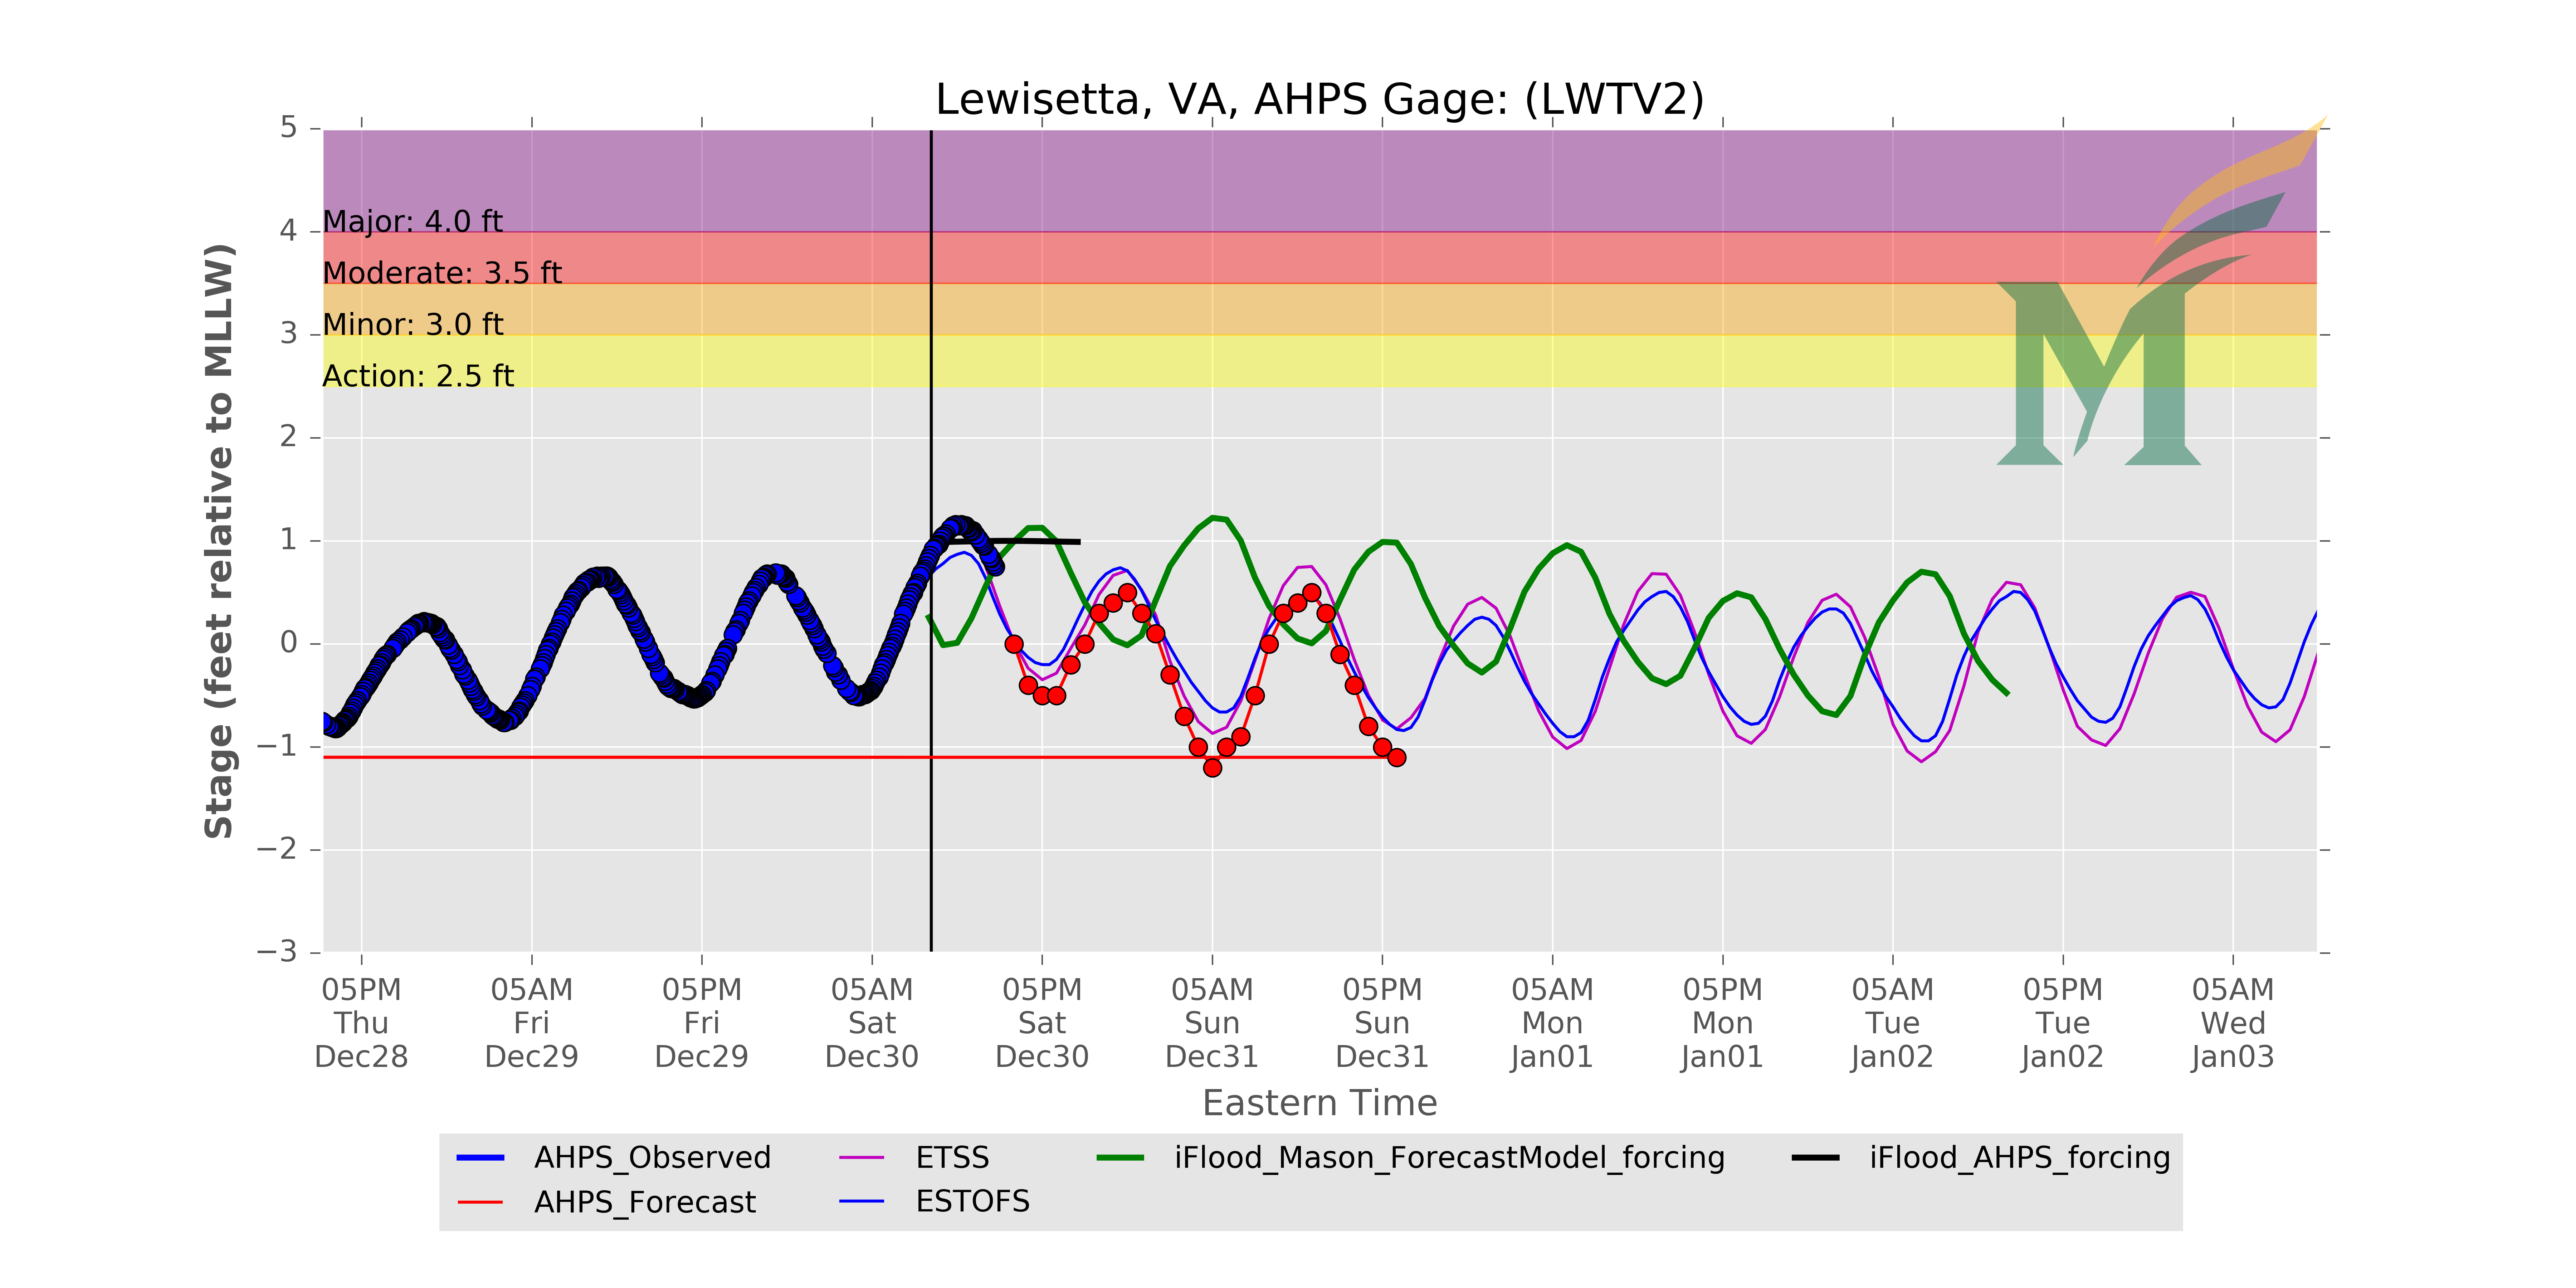 Lewisetta, VA, AHPS Gage: (LWTV2)
Stage (feet relative to MLLW)
5
4
3
2
1
0
−1
−2
−3
Major: 4.0 ft
Moderate: 3.5 ft
Minor: 3.0 ft
Action: 2.5 ft
M
05PM Thu Dec28
05AM Fri Dec29
05PM Fri Dec29
05AM Sat Dec30
05PM Sat Dec30
05AM Sun Dec31
05PM Sun Dec31
05AM Mon Jan01
05PM Mon Jan01
05AM Tue Jan02
05PM Tue Jan02
05AM Wed Jan03
Eastern Time
AHPS_Observed
AHPS_Forecast
ETSS
ESTOFS
iFlood_Mason_ForecastModel_forcing
iFlood_AHPS_forcing